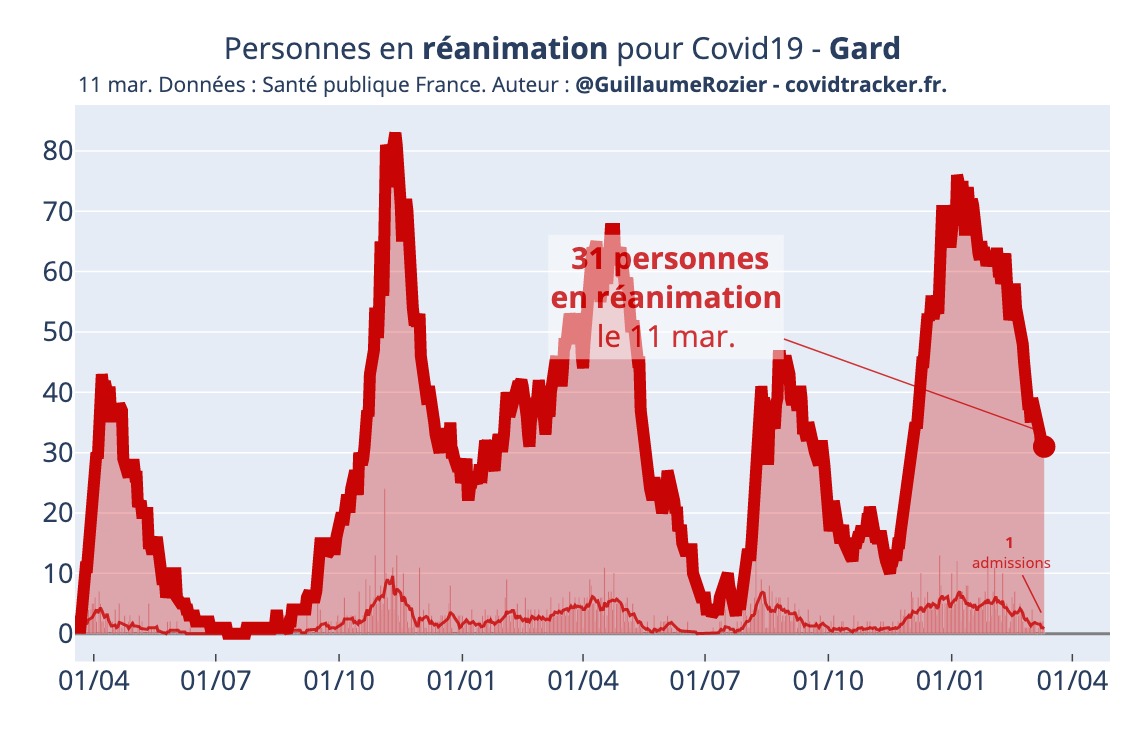 Personnes en réanimation pour Covid19 - Gard
11 mar. Données : Santé publique France. Auteur : @GuillaumeRozier - covidtracker.fr.
80
70
60
50
40
30
20
10
0
31 personnes
en réanimation
le 11 mar.
1
admissions
01/04 01/07 01/10 01/01 01/04 01/07 01/10 01/01 01/04